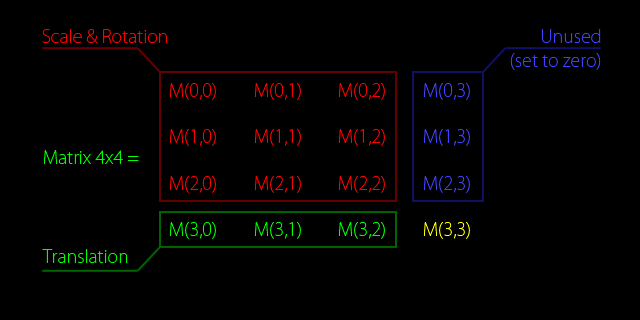 Scale & Rotation
Unused
(set to zero)
M(0,0) M(0,1) M(0,2) M(0,3)
M(1,0) M(1,1) M(1,2) M(1,3)
Matrix 4x4 =
M(2,0) M(2,1) M(2,2) M(2,3)
M(3,0) M(3,1) M(3,2) M(3,3)
Translation